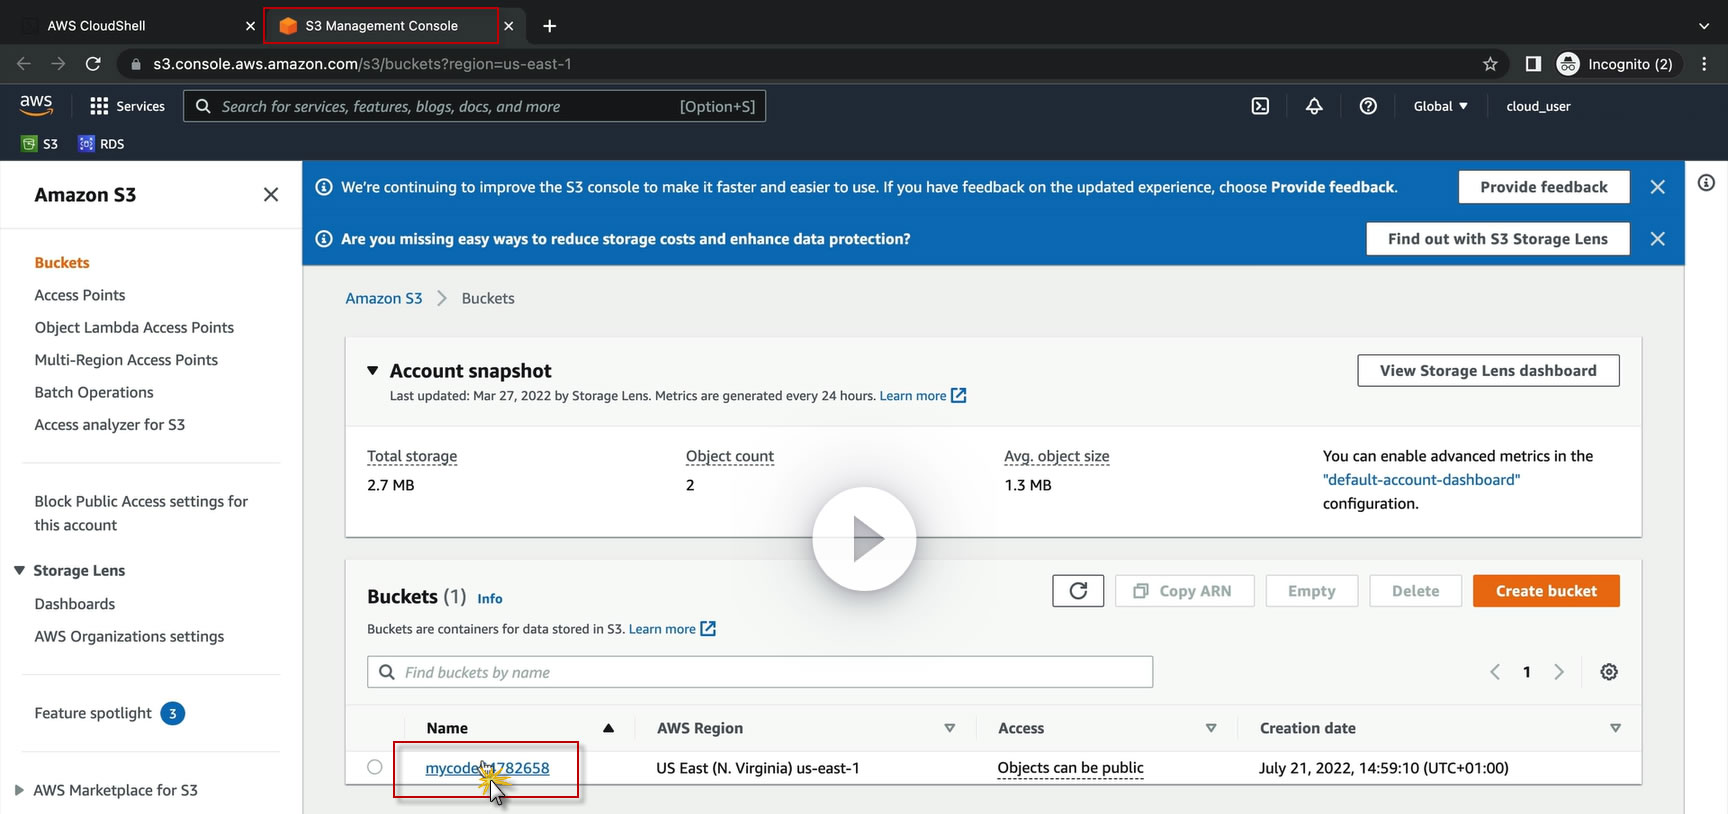 AWS CloudShell
S3 Management Console
s3.console.aws.amazon.com/s3/buckets?region=us-east-1
Incognito (2)
aws
Services
Search for services, features, blogs, docs, and more
[Option+S]
Global
cloud_user
S3
RDS
Amazon S3
Buckets
Access Points
Object Lambda Access Points
Multi-Region Access Points
Batch Operations
Access analyzer for S3
Block Public Access settings for
this account
Storage Lens
Dashboards
AWS Organizations settings
Feature spotlight 3
AWS Marketplace for S3
We're continuing to improve the S3 console to make it faster and easier to use. If you have feedback on the updated experience, choose Provide feedback.
Provide feedback
Are you missing easy ways to reduce storage costs and enhance data protection?
Find out with S3 Storage Lens
Amazon S3 > Buckets
Account snapshot
Last updated: Mar 27, 2022 by Storage Lens. Metrics are generated every 24 hours. Learn more
View Storage Lens dashboard
Total storage
2.7 MB
Object count
2
Avg. object size
1.3 MB
You can enable advanced metrics in the
"default-account-dashboard"
configuration.
Buckets (1) Info
Buckets are containers for data stored in S3. Learn more
Copy ARN
Empty
Delete
Create bucket
Find buckets by name
1
Name
AWS Region
Access
Creation date
US East (N. Virginia) us-east-1
Objects can be public
July 21, 2022, 14:59:10 (UTC+01:00)